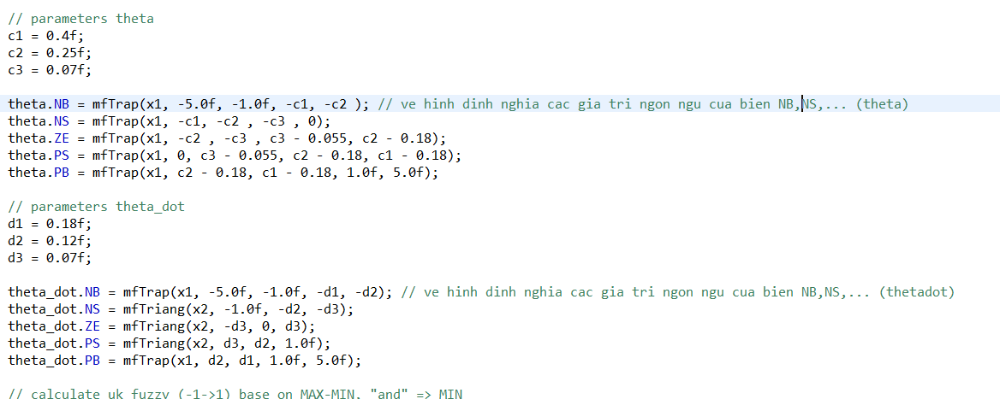 // parameters theta
c1 = 0.4f;
c2 = 0.25f;
c3 = 0.07f;
theta.NB = mfTrap(x1, -5.0f, -1.0f, -c1, -c2 ); // ve hinh dinh nghia cac gia tri ngon ngu cua bien NB,NS,... (theta)
theta.NS = mfTrap(x1, -c1, -c2 , -c3 , 0);
theta.ZE = mfTrap(x1, -c2 , -c3 , c3 - 0.055, c2 - 0.18);
theta.PS = mfTrap(x1, 0, c3 - 0.055, c2 - 0.18, c1 - 0.18);
theta.PB = mfTrap(x1, c2 - 0.18, c1 - 0.18, 1.0f, 5.0f);
// parameters theta_dot
d1 = 0.18f;
d2 = 0.12f;
d3 = 0.07f;
theta_dot.NB = mfTrap(x1, -5.0f, -1.0f, -d1, -d2); // ve hinh dinh nghia cac gia tri ngon ngu cua bien NB,NS,... (thetadot)
theta_dot.NS = mfTriang(x2, -1.0f, -d2, -d3);
theta_dot.ZE = mfTriang(x2, -d3, 0, d3);
theta_dot.PS = mfTriang(x2, d3, d2, 1.0f);
theta_dot.PB = mfTrap(x1, d2, d1, 1.0f, 5.0f);
// calculate uk fuzzy (-1->1) base on MAX-MIN. "and" => MIN